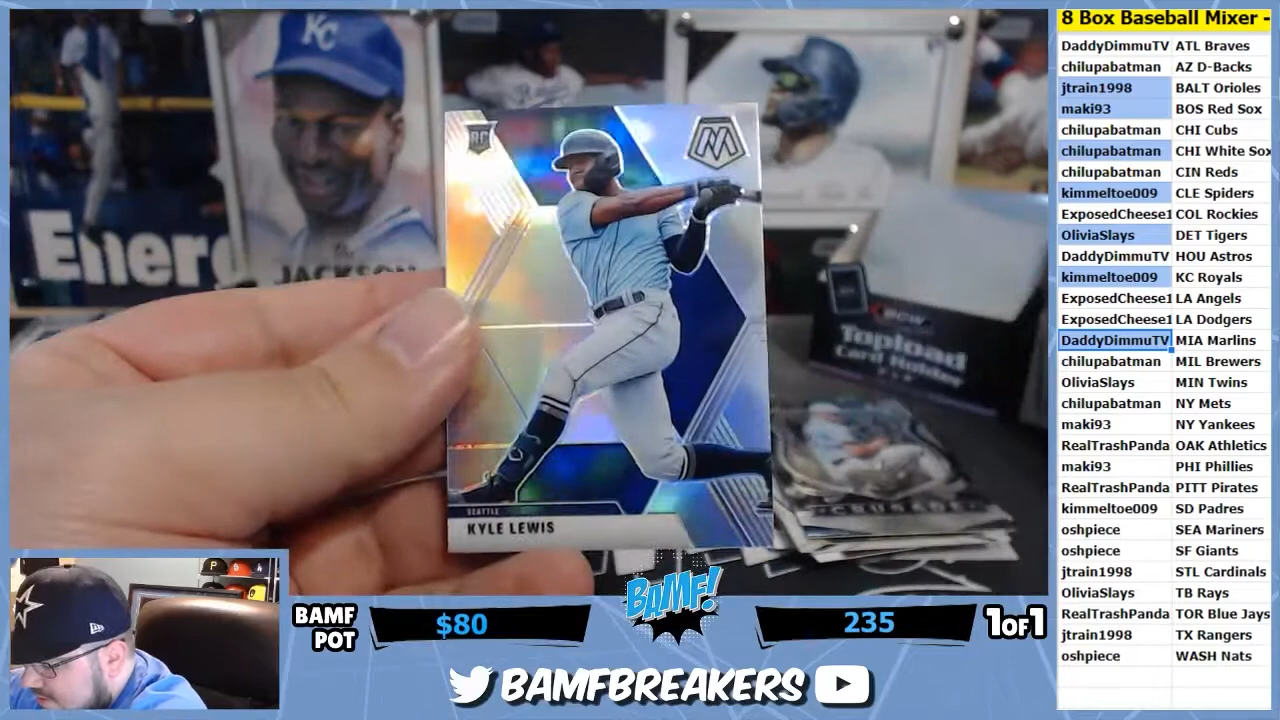 8 Box Baseball Mixer -
DaddyDimmuTV ATL Braves
chilupabatman AZ D-Backs
jtrain1998 BALT Orioles
maki93 BOS Red Sox
chilupabatman CHI Cubs
chilupabatman CHI White Sox
chilupabatman CIN Reds
kimmeltoe009 CLE Spiders
ExposedCheese1 COL Rockies
OliviaSlays DET Tigers
DaddyDimmuTV HOU Astros
kimmeltoe009 KC Royals
ExposedCheese1 LA Angels
ExposedCheese1 LA Dodgers
DaddyDimmuTV MIA Marlins
chilupabatman MIL Brewers
OliviaSlays MIN Twins
chilupabatman NY Mets
maki93 NY Yankees
RealTrashPanda OAK Athletics
maki93 PHI Phillies
RealTrashPanda PITT Pirates
kimmeltoe009 SD Padres
oshpiece SEA Mariners
oshpiece SF Giants
jtrain1998 STL Cardinals
OliviaSlays TB Rays
RealTrashPanda TOR Blue Jays
jtrain1998 TX Rangers
oshpiece WASH Nats
KC
Ener
JACKSON
RC
M
SEATTLE
KYLE LEWIS
BCW
Topload
Card Holder
CRUSADE
P
BAMF
POT
$80
BAMF!
235
1 OF 1
BAMFBREAKERS